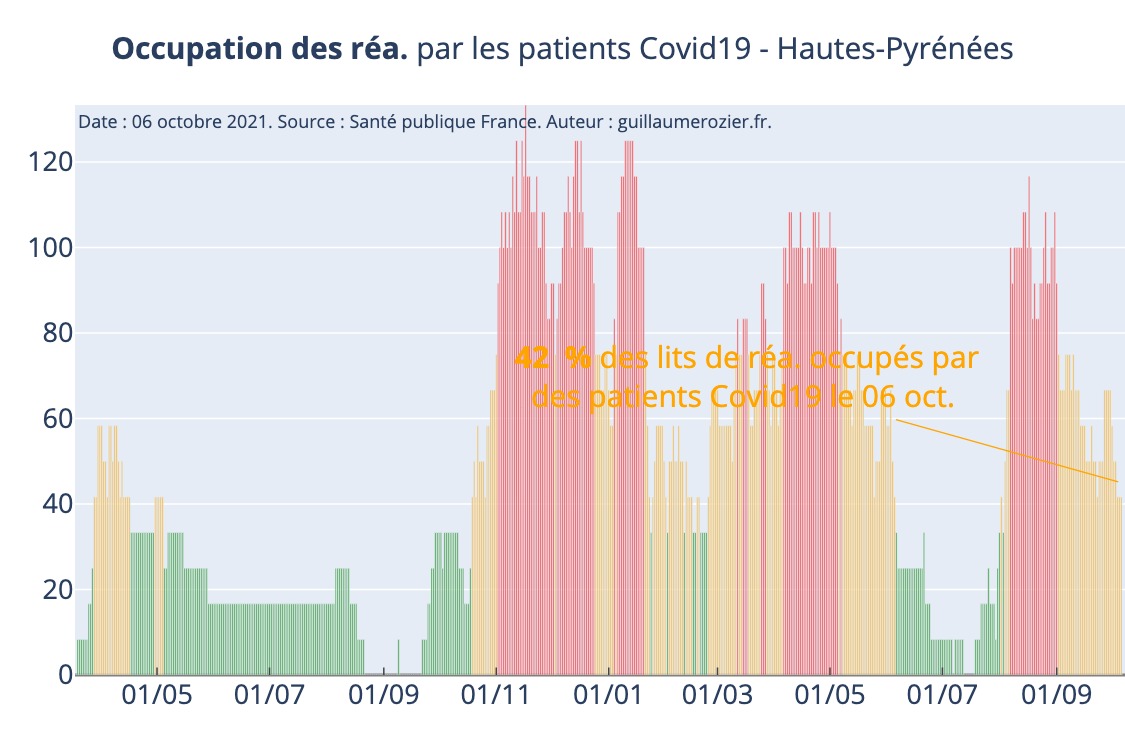 Occupation des réa. par les patients Covid19 - Hautes-Pyrénées
Date : 06 octobre 2021. Source : Santé publique France. Auteur : guillaumerozier.fr.
120
100
80
42 % des lits de réa. occupés par
des patients Covid19 le 06 oct.
60
40
20
0
01/05 01/07 01/09 01/11 01/01 01/03 01/05 01/07 01/09